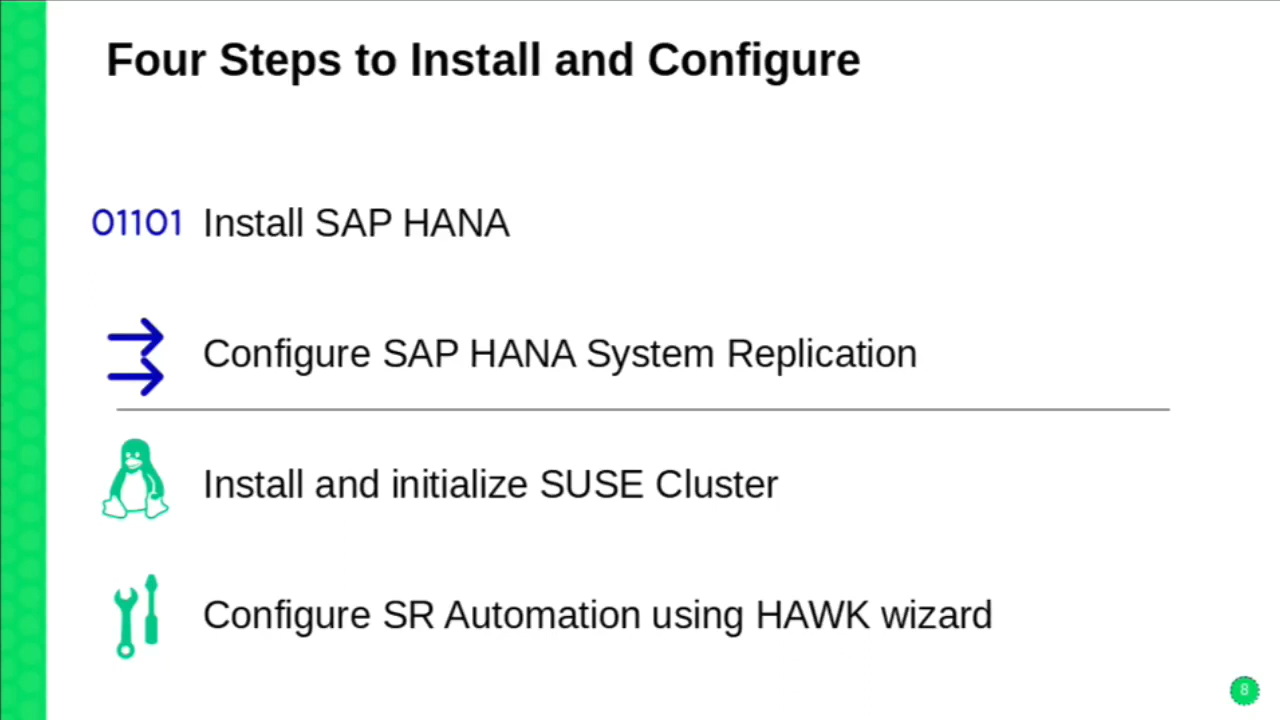 Four Steps to Install and Configure
01101 Install SAP HANA
Configure SAP HANA System Replication
Install and initialize SUSE Cluster
Configure SR Automation using HAWK wizard
8